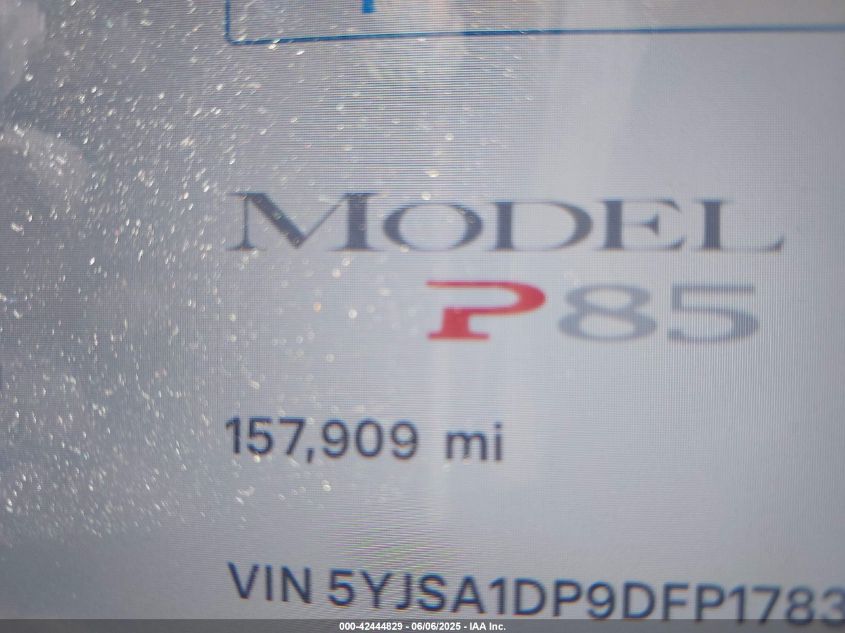 MODEL
P85
157,909 mi
VIN 5YJSA1DP9DFP1783
000-42444829 - 06/06/2025 - IAA Inc.